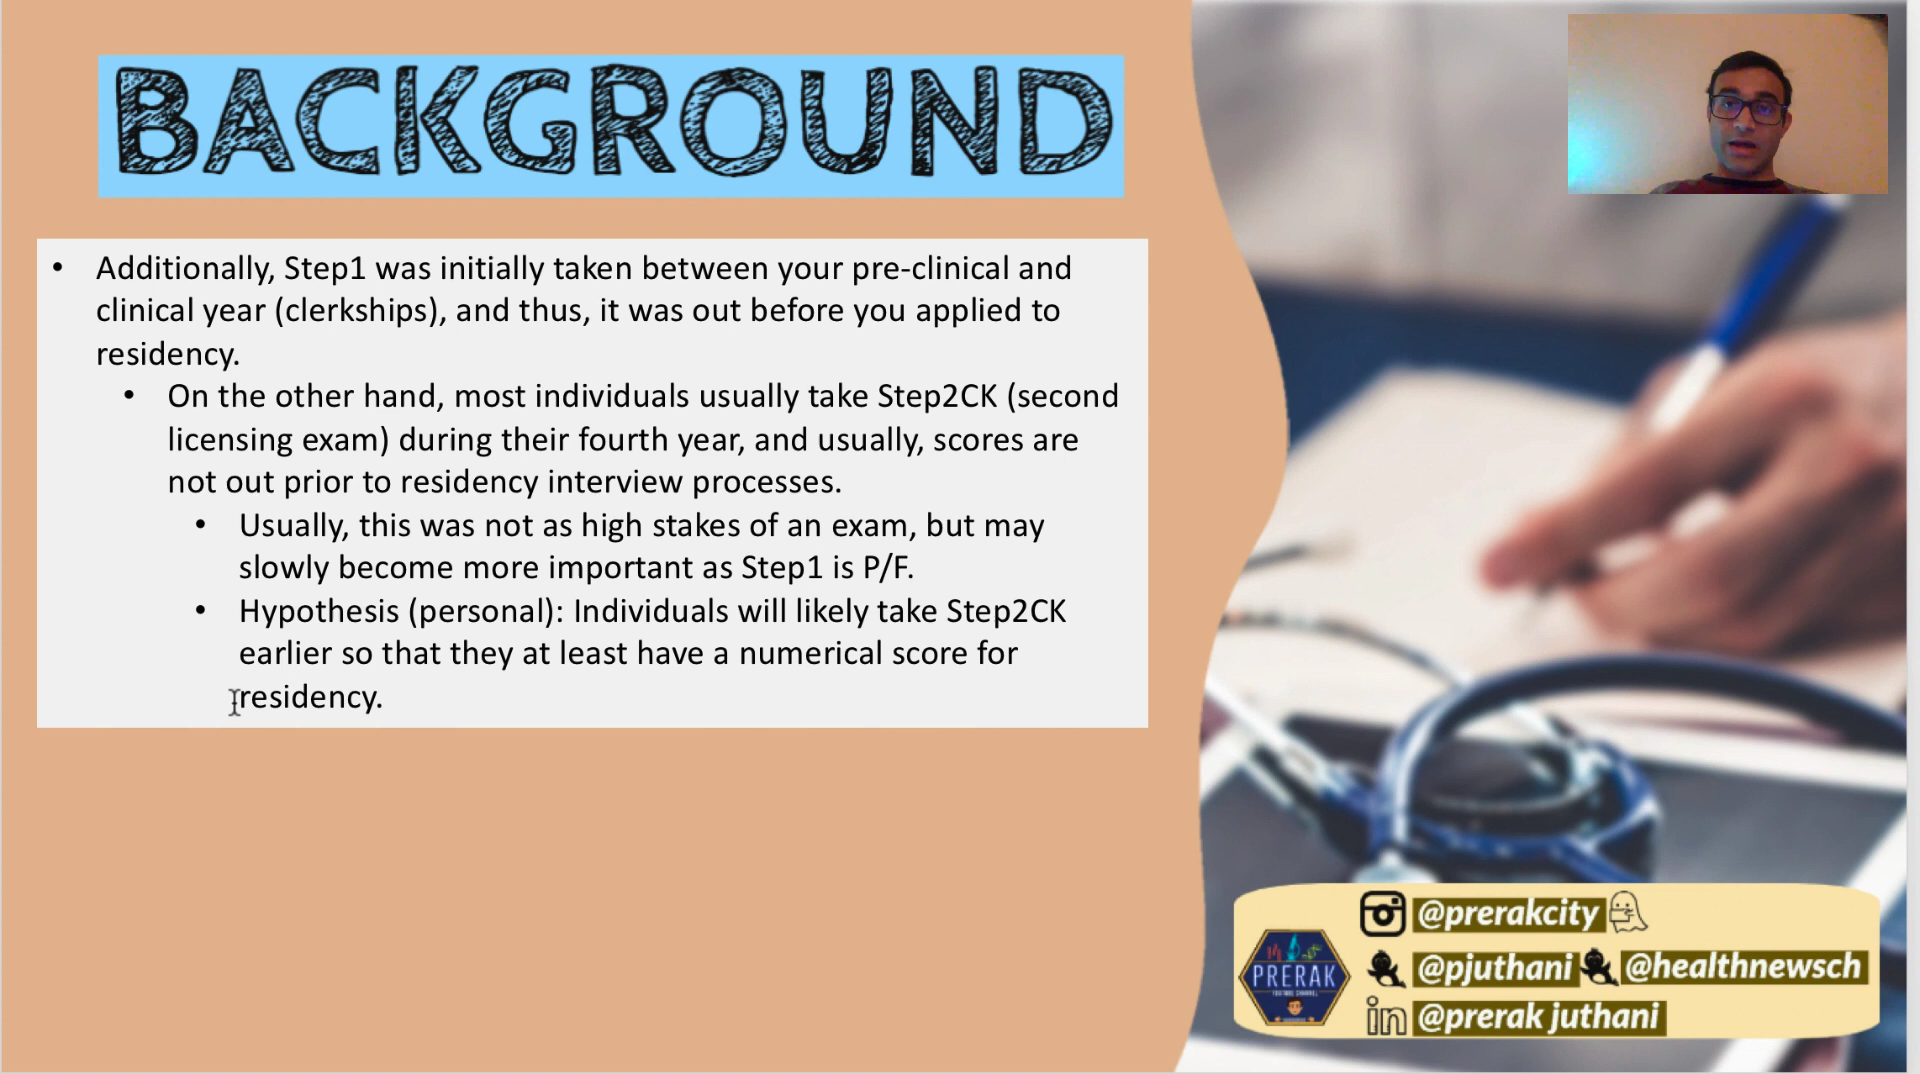 BACKGROUND
• Additionally, Step1 was initially taken between your pre-clinical and
clinical year (clerkships), and thus, it was out before you applied to
residency.
• On the other hand, most individuals usually take Step2CK (second
licensing exam) during their fourth year, and usually, scores are
not out prior to residency interview processes.
• Usually, this was not as high stakes of an exam, but may
slowly become more important as Step1 is P/F.
• Hypothesis (personal): Individuals will likely take Step2CK
earlier so that they at least have a numerical score for
residency.
@prerakcity
@pjuthani @healthnewsch
in @prerak juthani
PRERAK
YOUTUBE CHANNEL